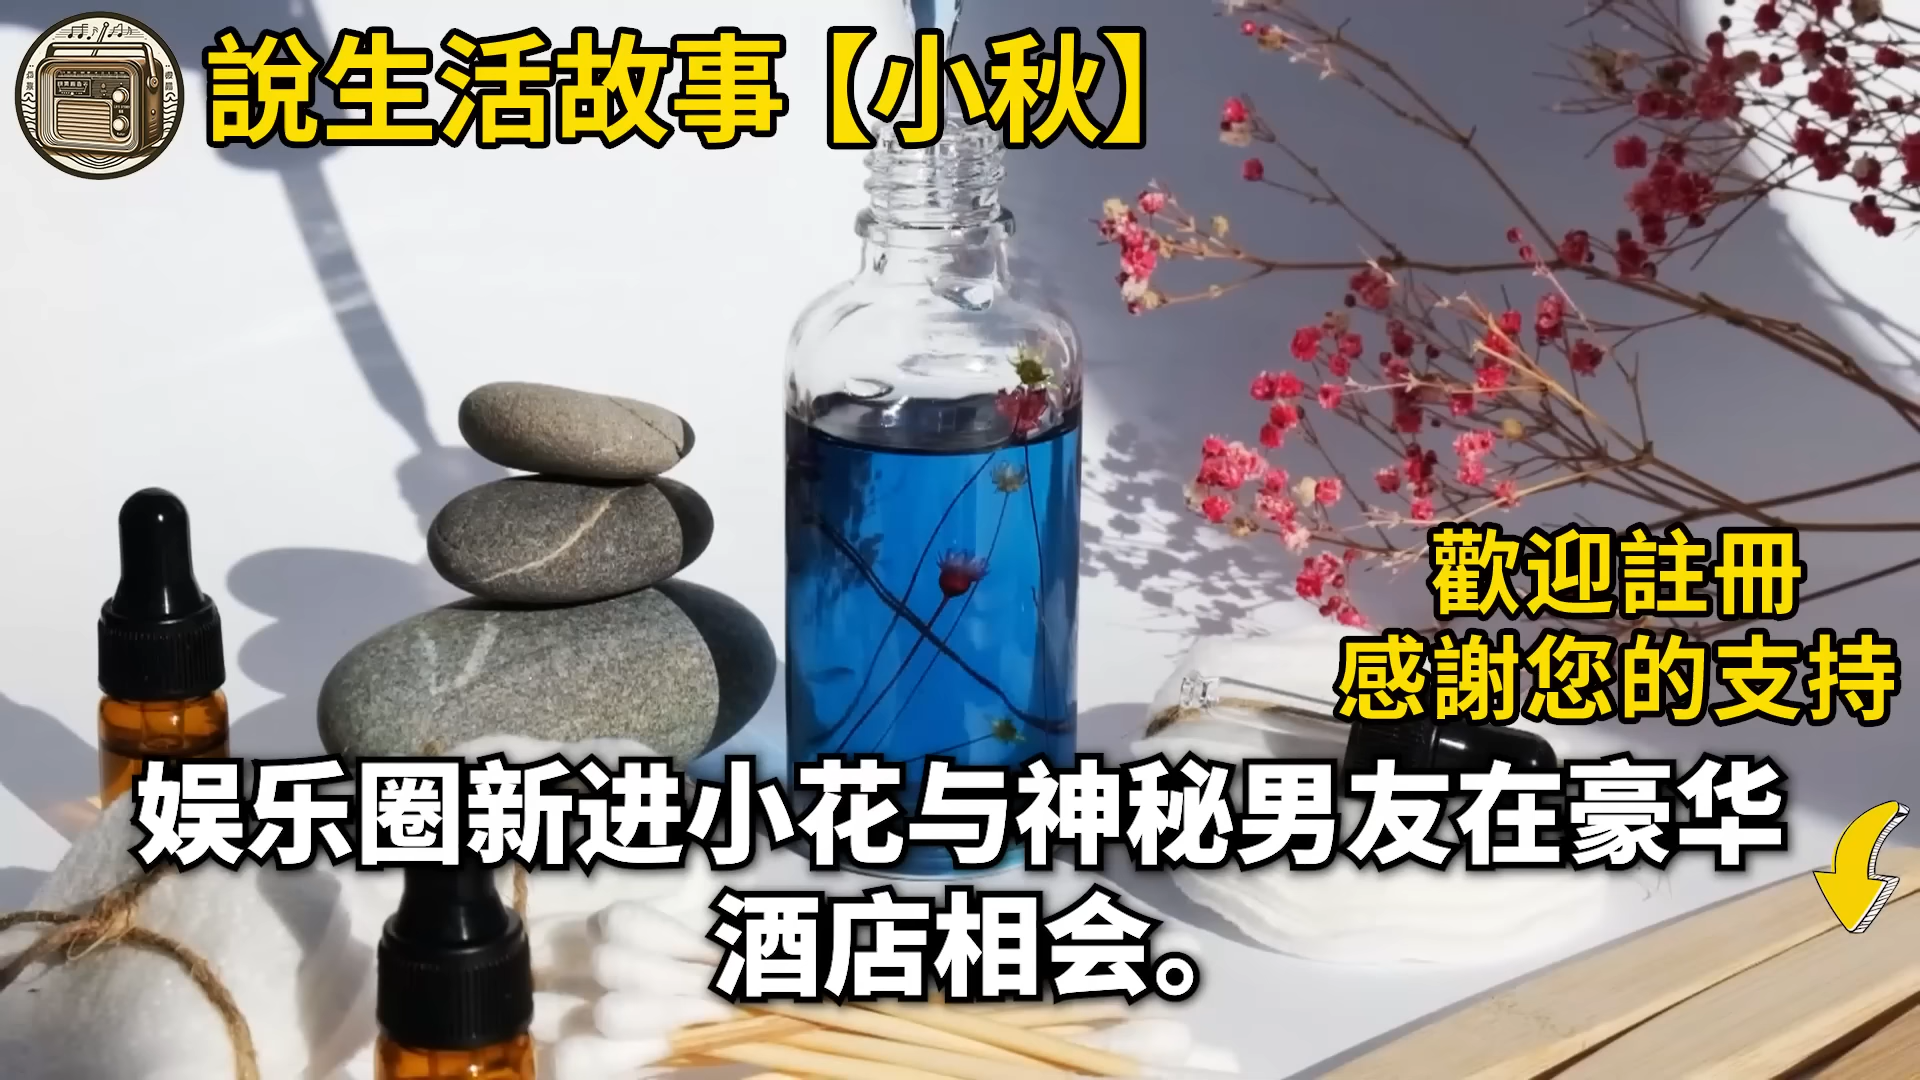 說生活故事【小秋】
歡迎註冊
感謝您的支持
娱乐圈新进小花与神秘男友在豪华
酒店相会。